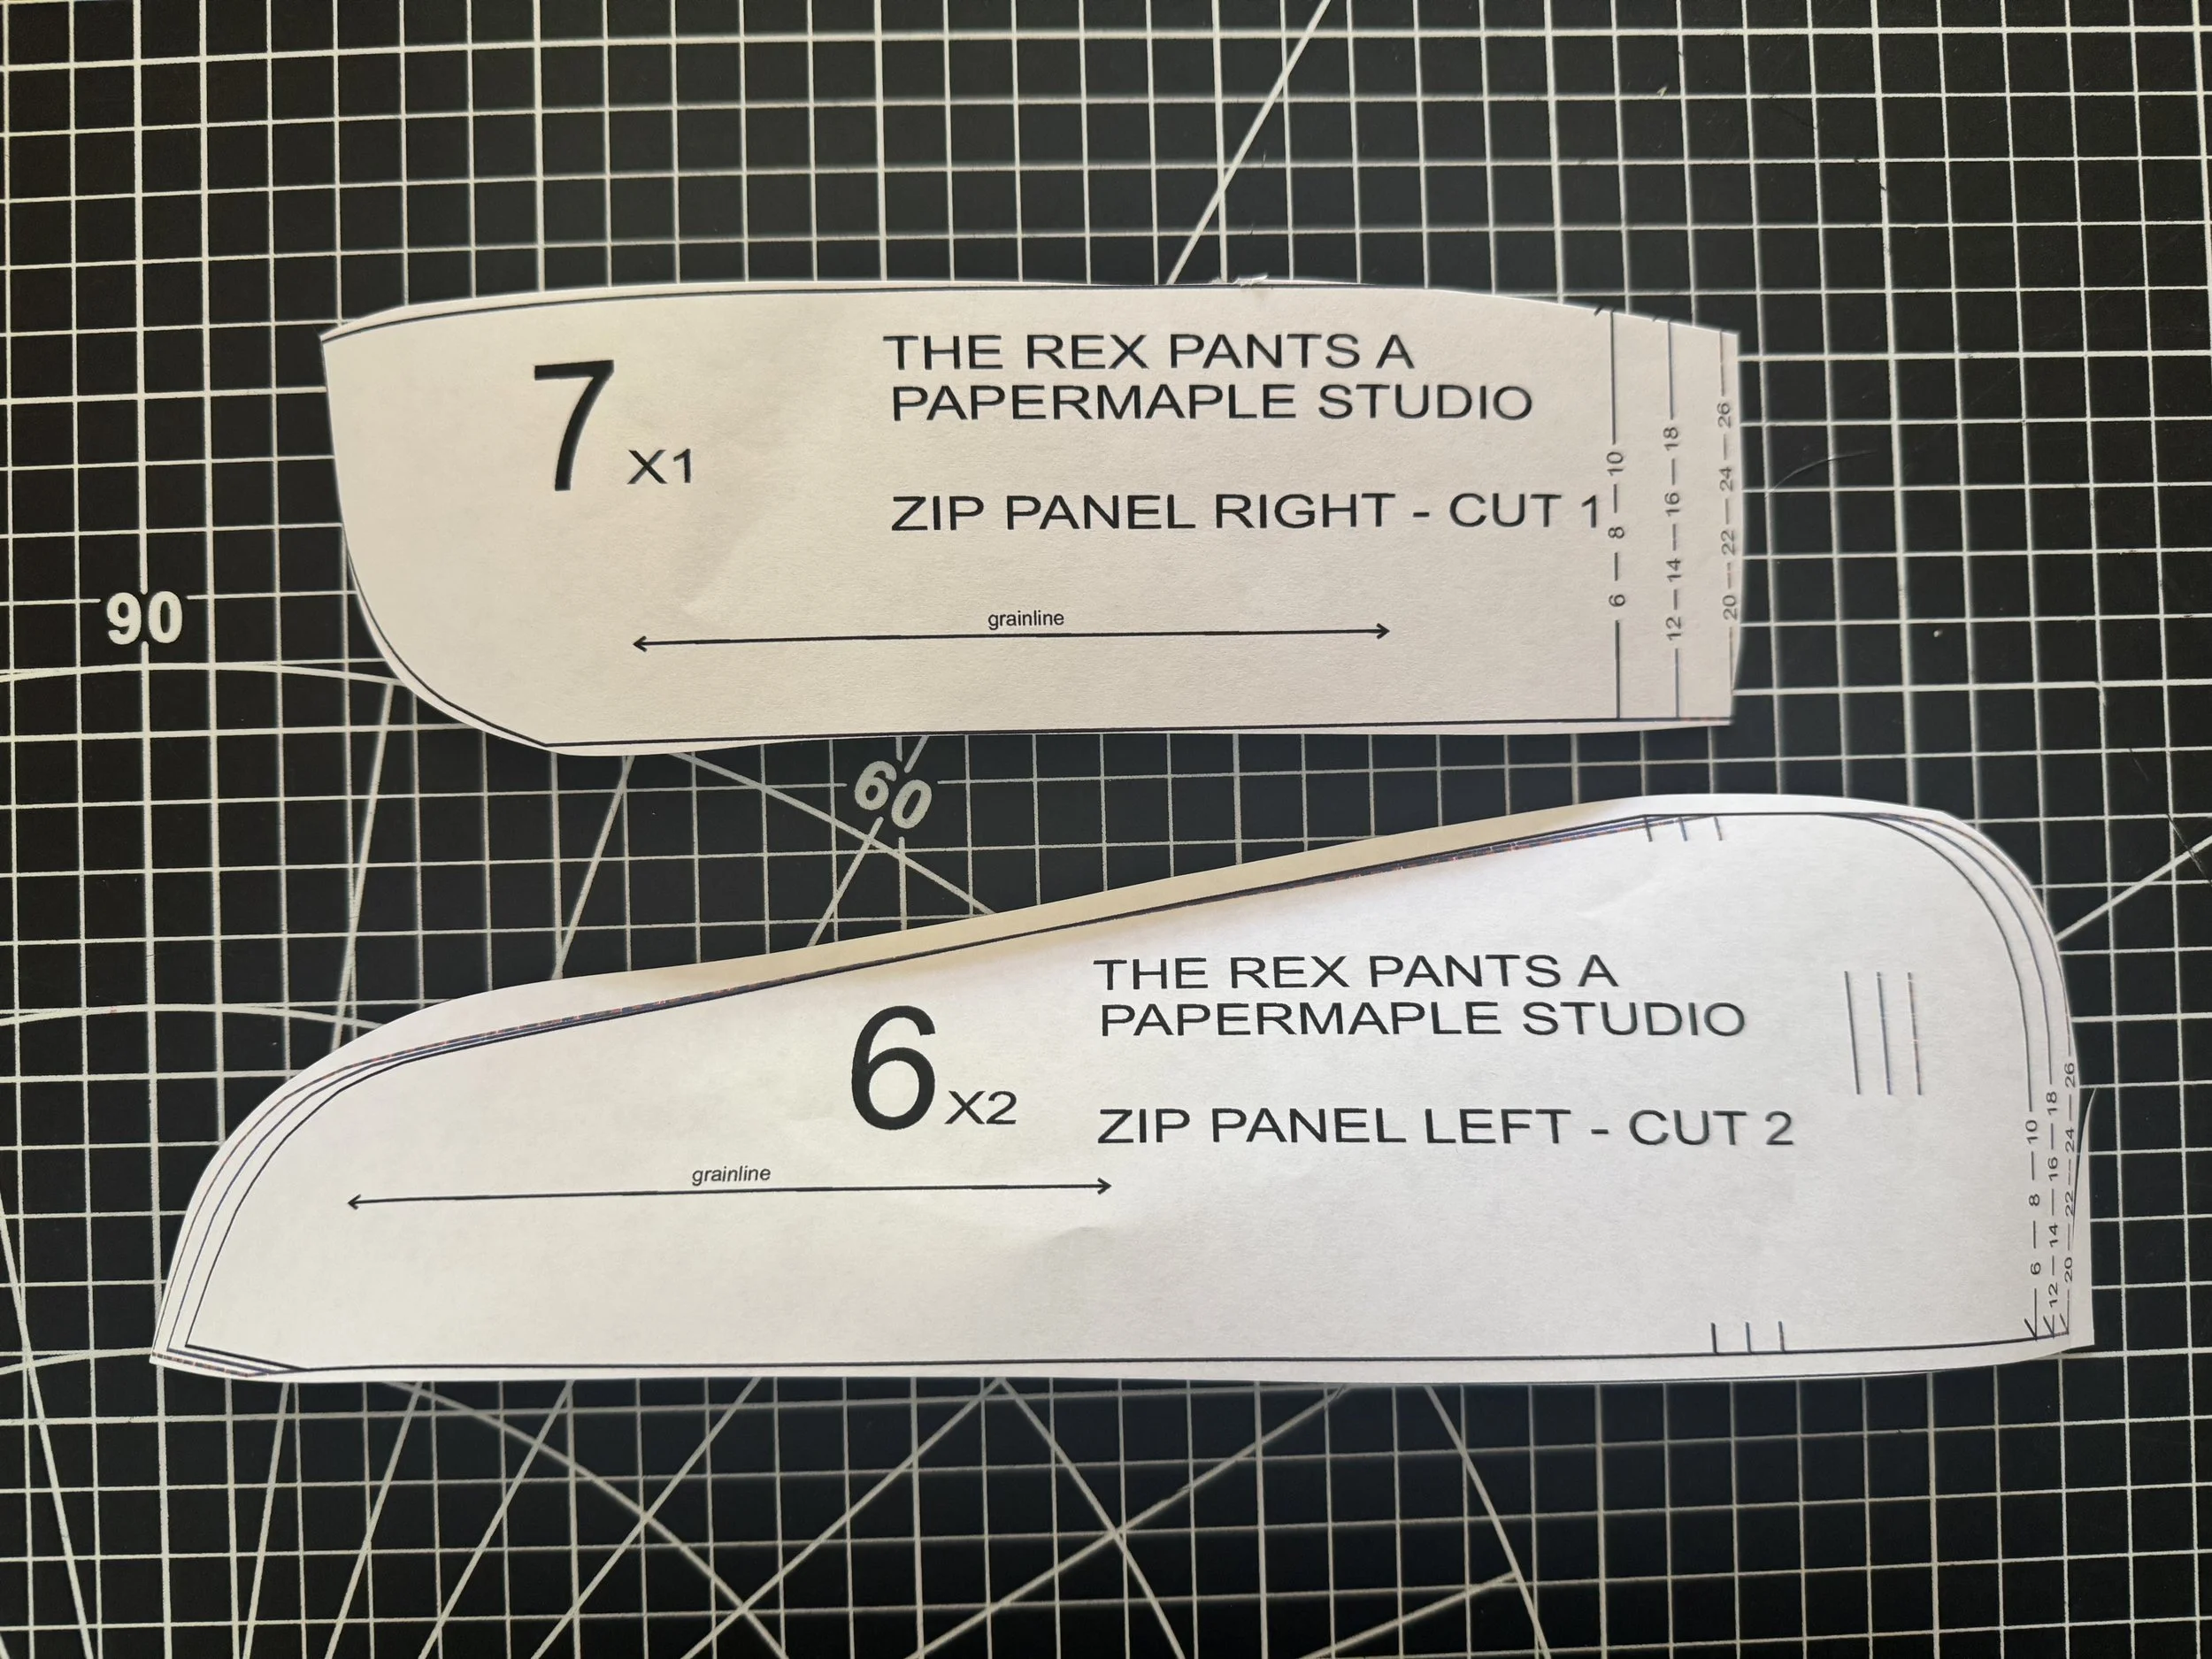 7 X1
THE REX PANTS A
PAPERMAPLE STUDIO
ZIP PANEL RIGHT - CUT 1
grainline
6 — 8 — 10
12 — 14 — 16 — 18
20 — 22 — 24 — 26
90
60
THE REX PANTS A
PAPERMAPLE STUDIO
6 X2
ZIP PANEL LEFT - CUT 2
grainline
6 — 8 — 10
12 — 14 — 16 — 18
20 — 22 — 24 — 26